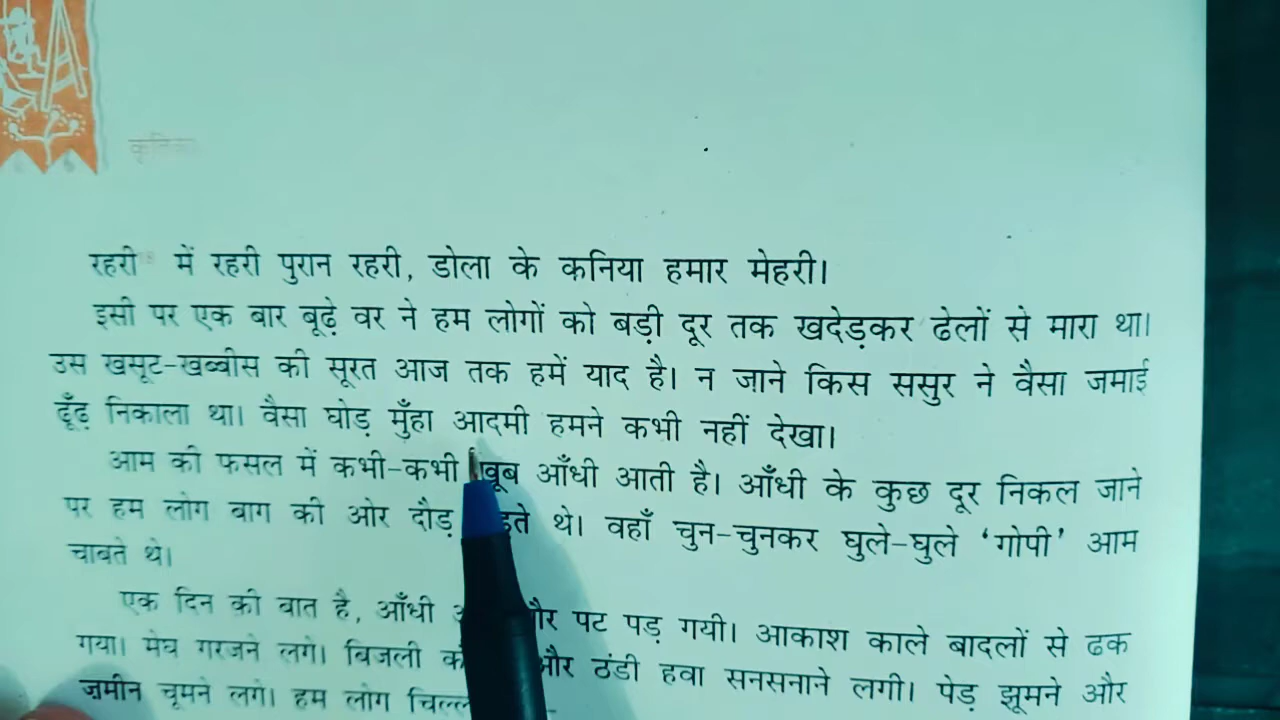 कृतिका
रहरी में रहरी पुरान रहरी, डोला के कनिया हमार मेहरी।
इसी पर एक बार बूढ़े वर ने हम लोगों को बड़ी दूर तक खदेड़कर ढेलों से मारा था।
उस खसूट-खब्बीस की सूरत आज तक हमें याद है। न जाने किस ससुर ने वैसा जमाई
ढूँढ़ निकाला था। वैसा घोड़ मुँहा आदमी हमने कभी नहीं देखा।
आम की फसल में कभी-कभी खूब आँधी आती है। आँधी के कुछ दूर निकल जाने
पर हम लोग बाग की ओर दौड़ थे। वहाँ चुन-चुनकर घुले-घुले ‘गोपी’ आम
चाबते थे।
एक दिन की बात है, आँधी और पट पड़ गयी। आकाश काले बादलों से ढक
गया। मेघ गरजने लगे। बिजली और ठंडी हवा सनसनाने लगी। पेड़ झूमने और
ज़मीन चूमने लगे। हम लोग